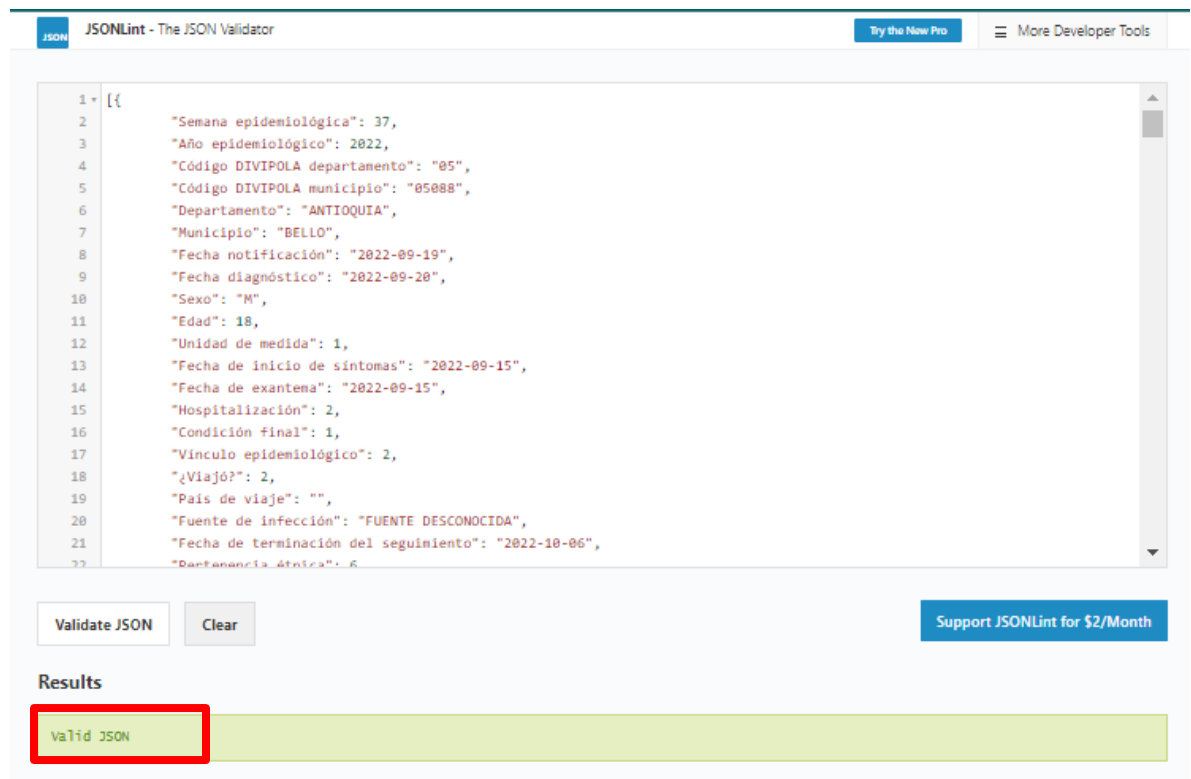 JSON JSONLint - The JSON Validator Try the New Pro ☰ More Developer Tools
1 [{
2 "Semana epidemiológica": 37,
3 "Año epidemiológico": 2022,
4 "Código DIVIPOLA departamento": "05",
5 "Código DIVIPOLA municipio": "05088",
6 "Departamento": "ANTIOQUIA",
7 "Municipio": "BELLO",
8 "Fecha notificación": "2022-09-19",
9 "Fecha diagnóstico": "2022-09-20",
10 "Sexo": "M",
11 "Edad": 18,
12 "Unidad de medida": 1,
13 "Fecha de inicio de síntomas": "2022-09-15",
14 "Fecha de exantema": "2022-09-15",
15 "Hospitalización": 2,
16 "Condición final": 1,
17 "Vínculo epidemiológico": 2,
18 "¿Viajó?": 2,
19 "País de viaje": "",
20 "Fuente de infección": "FUENTE DESCONOCIDA",
21 "Fecha de terminación del seguimiento": "2022-10-06",
22 "Pertenencia étnica": 6
Validate JSON Clear Support JSONLint for $2/Month
Results
Valid JSON